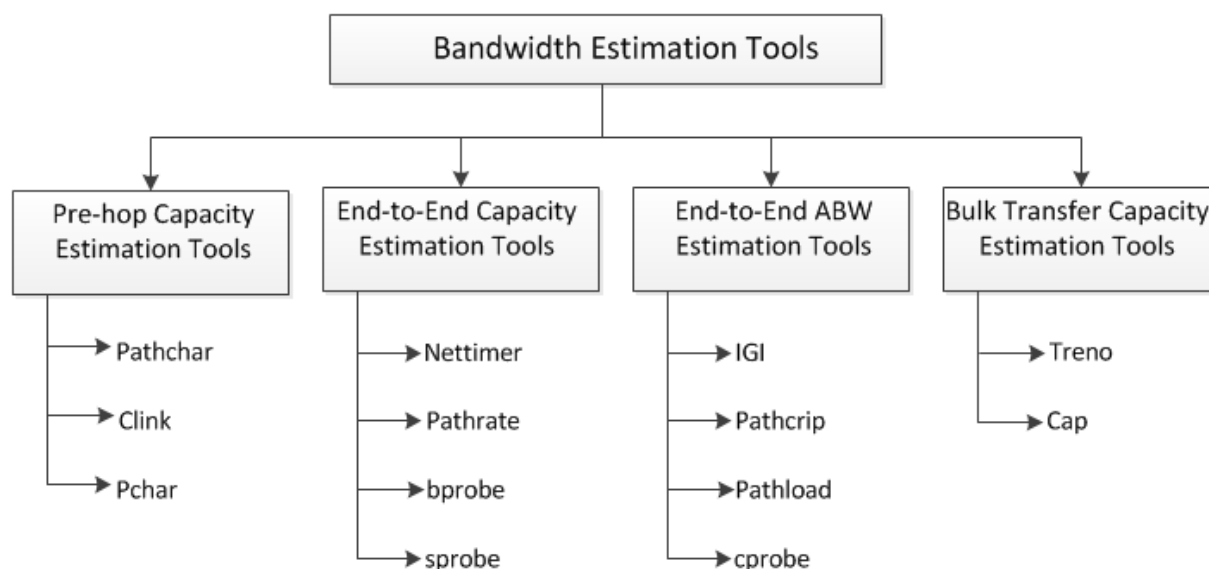 Bandwidth Estimation Tools
Pre-hop Capacity
Estimation Tools
Pathchar
Clink
Pchar
End-to-End Capacity
Estimation Tools
Nettimer
Pathrate
bprobe
sprobe
End-to-End ABW
Estimation Tools
IGI
Pathcrip
Pathload
cprobe
Bulk Transfer Capacity
Estimation Tools
Treno
Cap